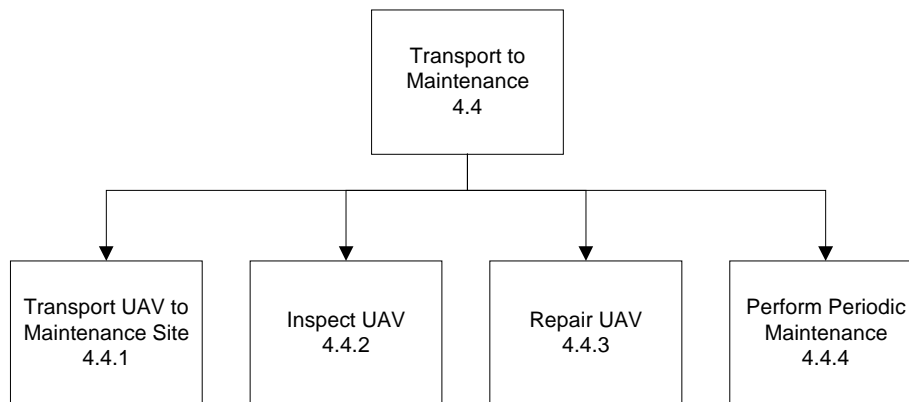 Transport to
Maintenance
4.4
Transport UAV to
Maintenance Site
4.4.1
Inspect UAV
4.4.2
Repair UAV
4.4.3
Perform Periodic
Maintenance
4.4.4